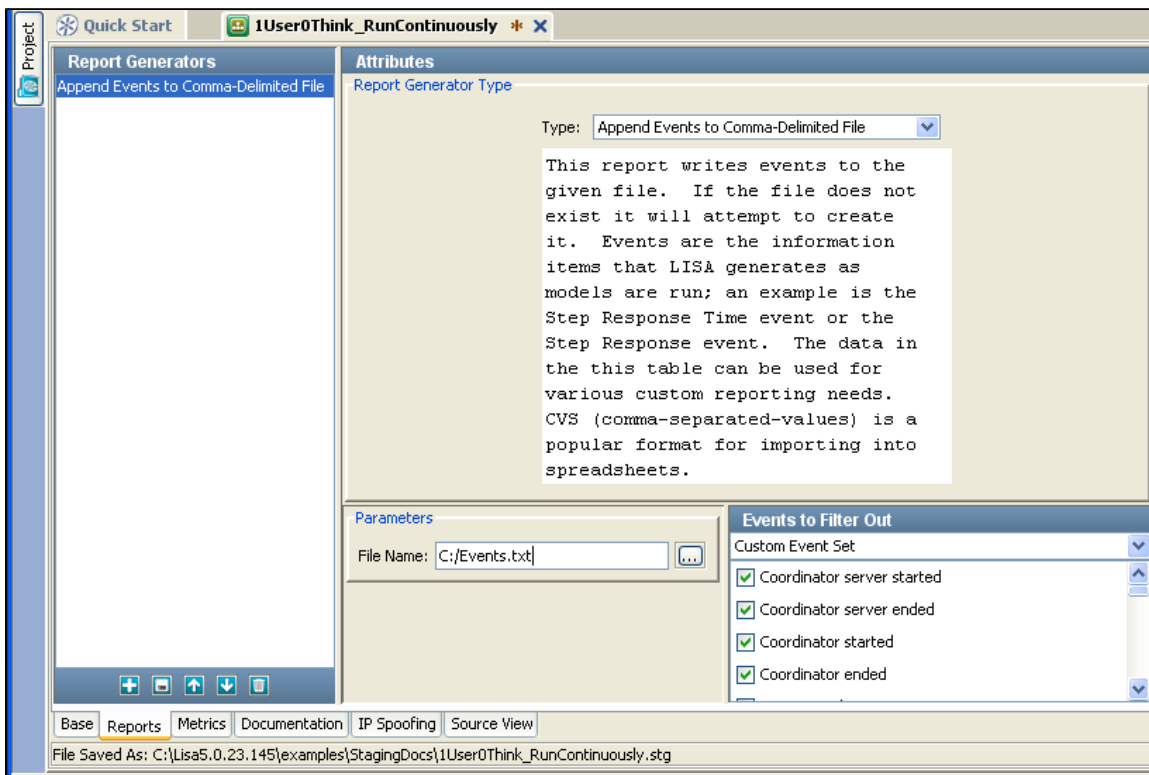 Project
Quick Start
1User0Think_RunContinuously
Report Generators
Append Events to Comma-Delimited File
Attributes
Report Generator Type
Type: Append Events to Comma-Delimited File
This report writes events to the
given file. If the file does not
exist it will attempt to create
it. Events are the information
items that LISA generates as
models are run; an example is the
Step Response Time event or the
Step Response event. The data in
the this table can be used for
various custom reporting needs.
CVS (comma-separated-values) is a
popular format for importing into
spreadsheets.
Parameters
File Name: C:/Events.txt
...
Events to Filter Out
Custom Event Set
Coordinator server started
Coordinator server ended
Coordinator started
Coordinator ended
Base Reports Metrics Documentation IP Spoofing Source View
File Saved As: C:\Lisa5.0.23.145\examples\StagingDocs\1User0Think_RunContinuously.stg